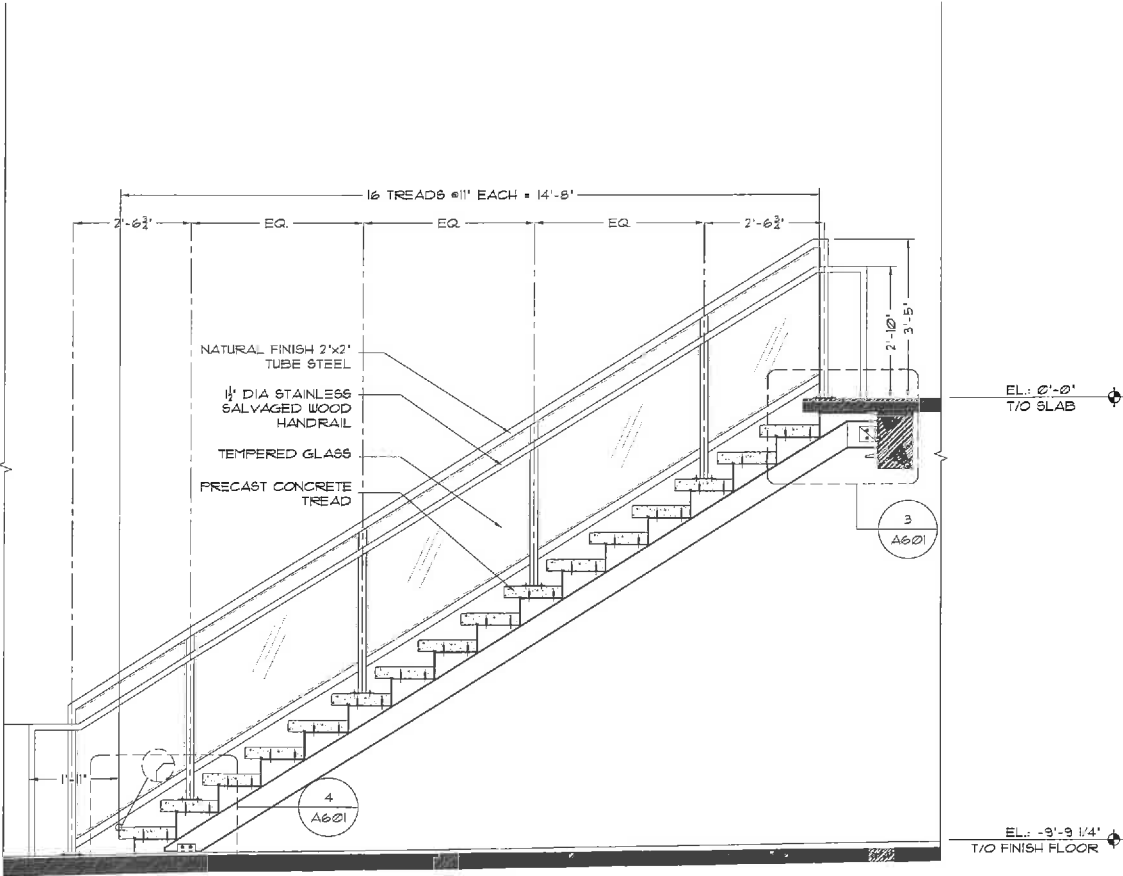 16 TREADS @11" EACH = 14'-8"
2'-6¾"
EQ.
EQ.
EQ.
2'-6¾"
NATURAL FINISH 2"x2"
TUBE STEEL
1½" DIA STAINLESS
SALVAGED WOOD
HANDRAIL
TEMPERED GLASS
PRECAST CONCRETE
TREAD
2'-10"
3'-5"
EL.: 0'-0"
T/O SLAB
3
A601
1'-11"
4
A601
EL.: -9'-9 1/4"
T/O FINISH FLOOR